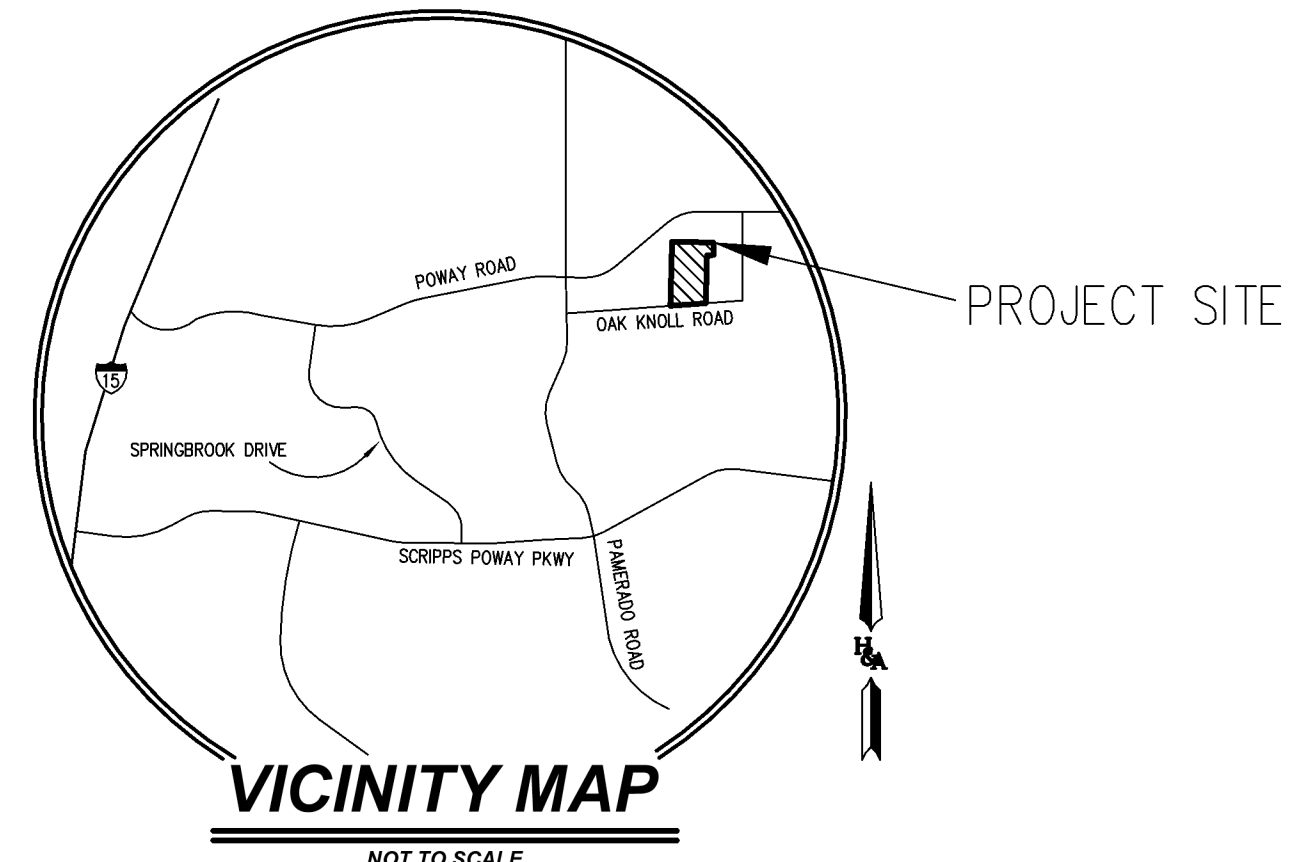 POWAY ROAD
PROJECT SITE
OAK KNOLL ROAD
15
SPRINGBROOK DRIVE
SCRIPPS POWAY PKWY
PAMERADO ROAD
H&A
VICINITY MAP
NOT TO SCALE